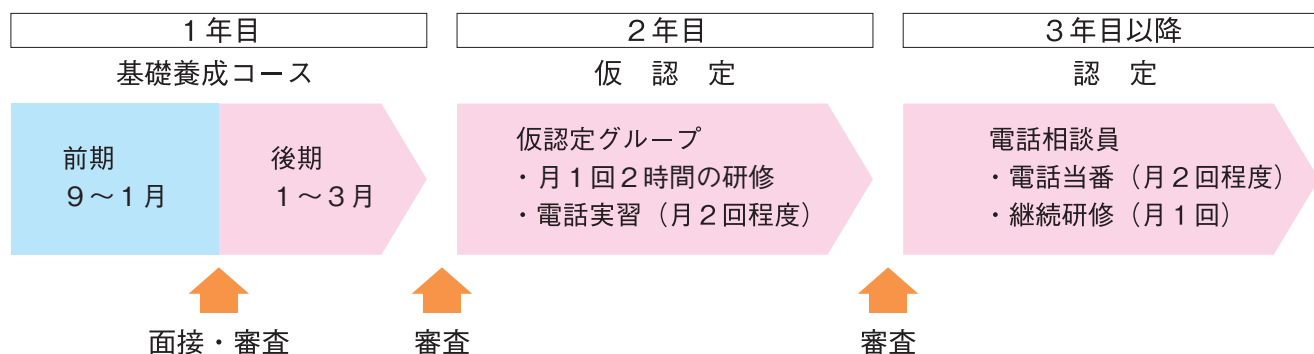 1年目
2年目
3年目以降
基礎養成コース
仮 認 定
認 定
前期
9～1月
後期
1～3月
仮認定グループ
・月1回2時間の研修
・電話実習（月2回程度）
電話相談員
・電話当番（月2回程度）
・継続研修（月1回）
面接・審査
審査
審査